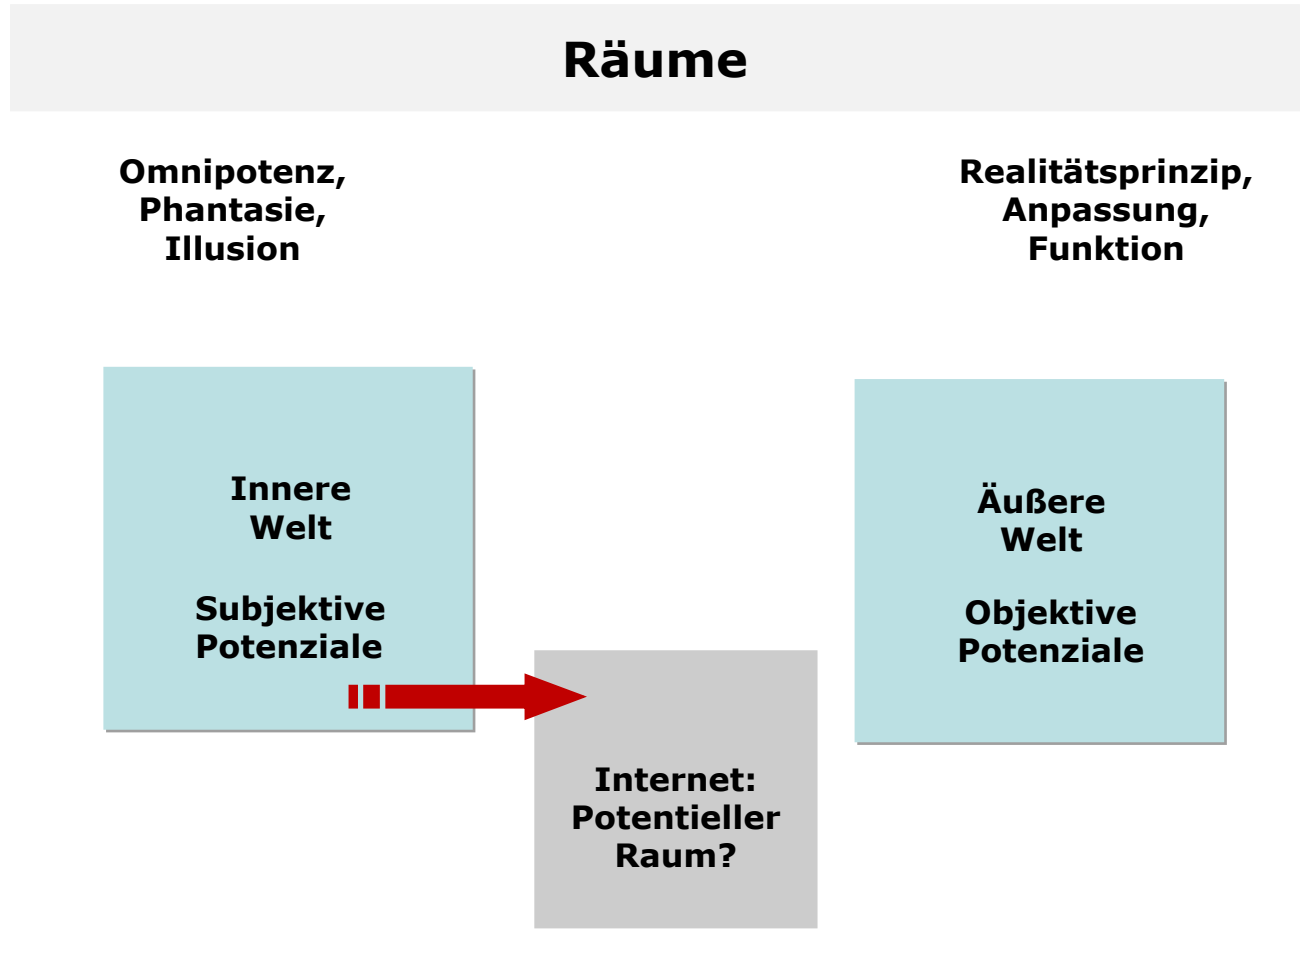 Räume
Omnipotenz,
Phantasie,
Illusion
Realitätsprinzip,
Anpassung,
Funktion
Innere
Welt
Subjektive
Potenziale
Äußere
Welt
Objektive
Potenziale
Internet:
Potentieller
Raum?